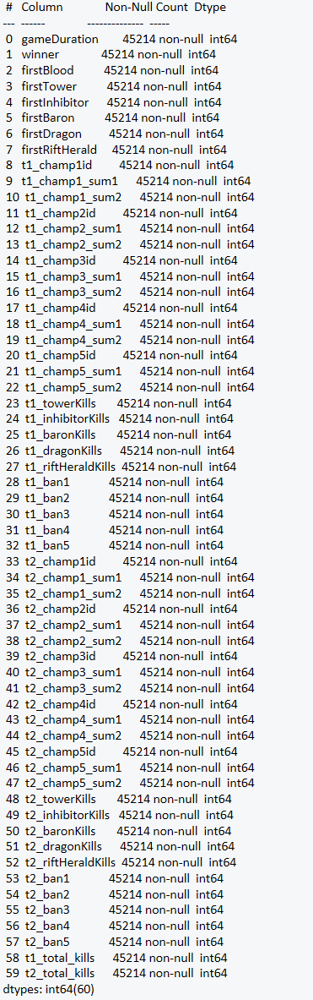 # Column Non-Null Count Dtype
--- ------ -------------- -----
0 gameDuration 45214 non-null int64
1 winner 45214 non-null int64
2 firstBlood 45214 non-null int64
3 firstTower 45214 non-null int64
4 firstInhibitor 45214 non-null int64
5 firstBaron 45214 non-null int64
6 firstDragon 45214 non-null int64
7 firstRiftHerald 45214 non-null int64
8 t1_champ1id 45214 non-null int64
9 t1_champ1_sum1 45214 non-null int64
10 t1_champ1_sum2 45214 non-null int64
11 t1_champ2id 45214 non-null int64
12 t1_champ2_sum1 45214 non-null int64
13 t1_champ2_sum2 45214 non-null int64
14 t1_champ3id 45214 non-null int64
15 t1_champ3_sum1 45214 non-null int64
16 t1_champ3_sum2 45214 non-null int64
17 t1_champ4id 45214 non-null int64
18 t1_champ4_sum1 45214 non-null int64
19 t1_champ4_sum2 45214 non-null int64
20 t1_champ5id 45214 non-null int64
21 t1_champ5_sum1 45214 non-null int64
22 t1_champ5_sum2 45214 non-null int64
23 t1_towerKills 45214 non-null int64
24 t1_inhibitorKills 45214 non-null int64
25 t1_baronKills 45214 non-null int64
26 t1_dragonKills 45214 non-null int64
27 t1_riftHeraldKills 45214 non-null int64
28 t1_ban1 45214 non-null int64
29 t1_ban2 45214 non-null int64
30 t1_ban3 45214 non-null int64
31 t1_ban4 45214 non-null int64
32 t1_ban5 45214 non-null int64
33 t2_champ1id 45214 non-null int64
34 t2_champ1_sum1 45214 non-null int64
35 t2_champ1_sum2 45214 non-null int64
36 t2_champ2id 45214 non-null int64
37 t2_champ2_sum1 45214 non-null int64
38 t2_champ2_sum2 45214 non-null int64
39 t2_champ3id 45214 non-null int64
40 t2_champ3_sum1 45214 non-null int64
41 t2_champ3_sum2 45214 non-null int64
42 t2_champ4id 45214 non-null int64
43 t2_champ4_sum1 45214 non-null int64
44 t2_champ4_sum2 45214 non-null int64
45 t2_champ5id 45214 non-null int64
46 t2_champ5_sum1 45214 non-null int64
47 t2_champ5_sum2 45214 non-null int64
48 t2_towerKills 45214 non-null int64
49 t2_inhibitorKills 45214 non-null int64
50 t2_baronKills 45214 non-null int64
51 t2_dragonKills 45214 non-null int64
52 t2_riftHeraldKills 45214 non-null int64
53 t2_ban1 45214 non-null int64
54 t2_ban2 45214 non-null int64
55 t2_ban3 45214 non-null int64
56 t2_ban4 45214 non-null int64
57 t2_ban5 45214 non-null int64
58 t1_total_kills 45214 non-null int64
59 t2_total_kills 45214 non-null int64
dtypes: int64(60)